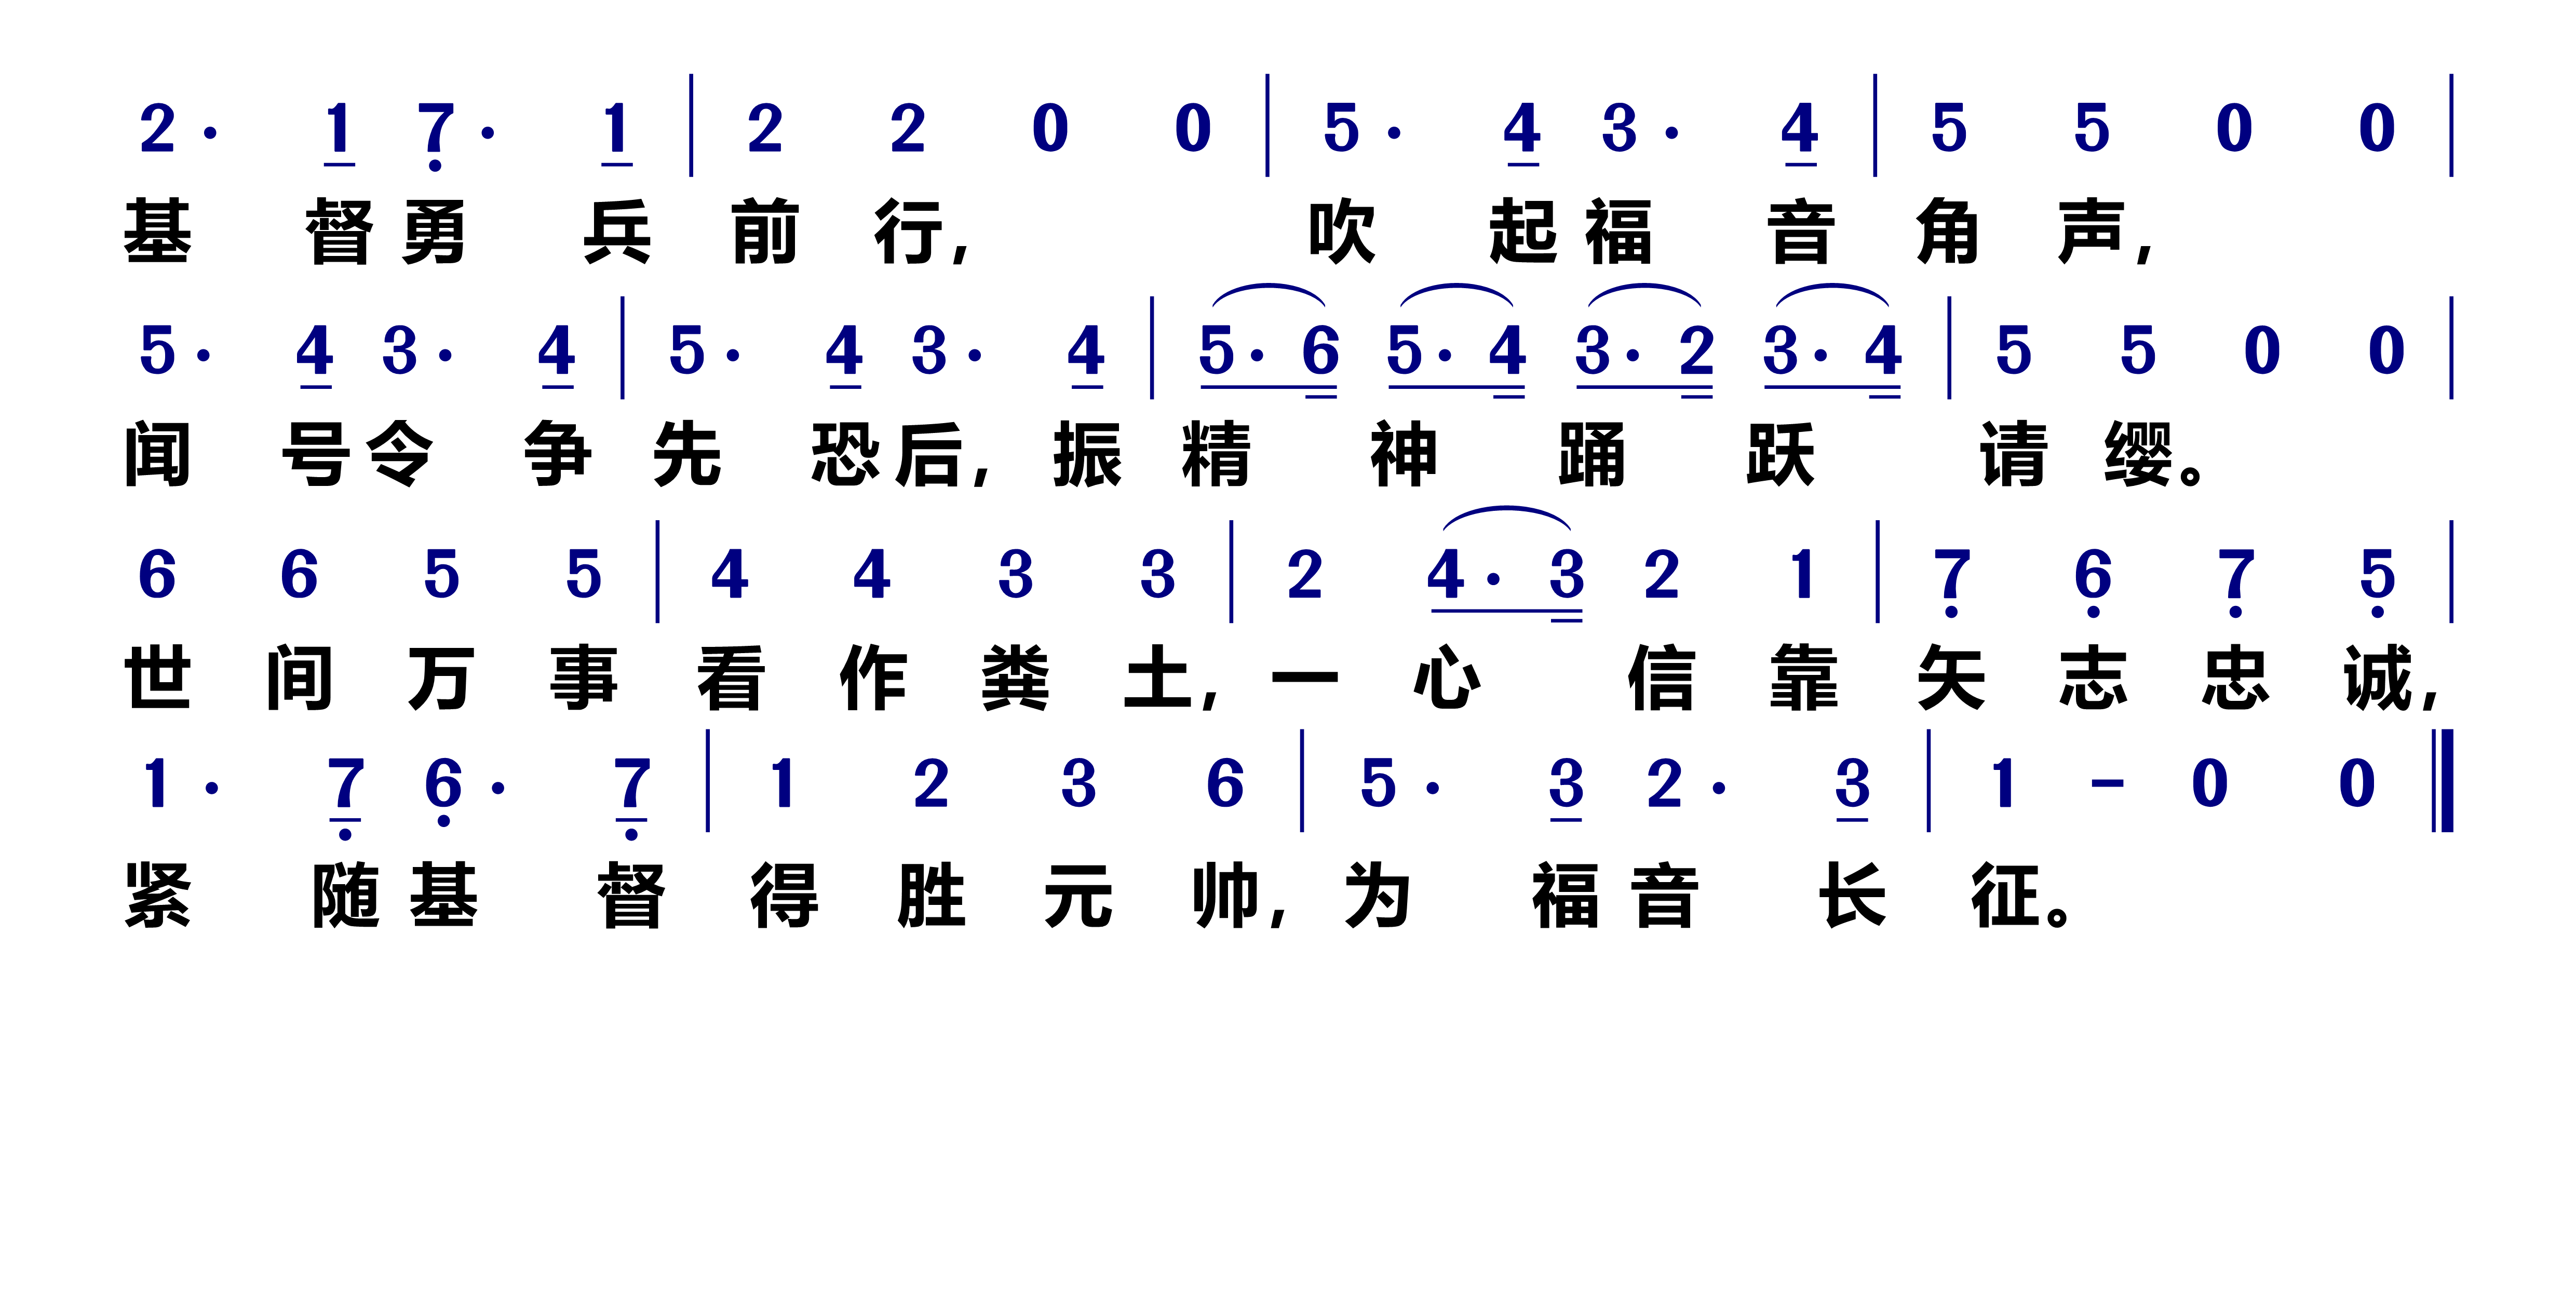 2· 1 7· 1 | 2 2 0 0 | 5· 4 3· 4 | 5 5 0 0 |
基督勇兵前行, 吹起福音角声,
5· 4 3· 4 | 5· 4 3· 4 | 5· 6 5· 4 3· 2 3· 4 | 5 5 0 0 |
闻号令争先恐后, 振精神踊跃请缨。
6 6 5 5 | 4 4 3 3 | 2 4· 3 2 1 | 7 6 7 5 |
世间万事看作粪土, 一心信靠矢志忠诚,
1· 7 6· 7 | 1 2 3 6 | 5· 3 2· 3 | 1 – 0 0 ‖
紧随基督得胜元帅, 为福音长征。